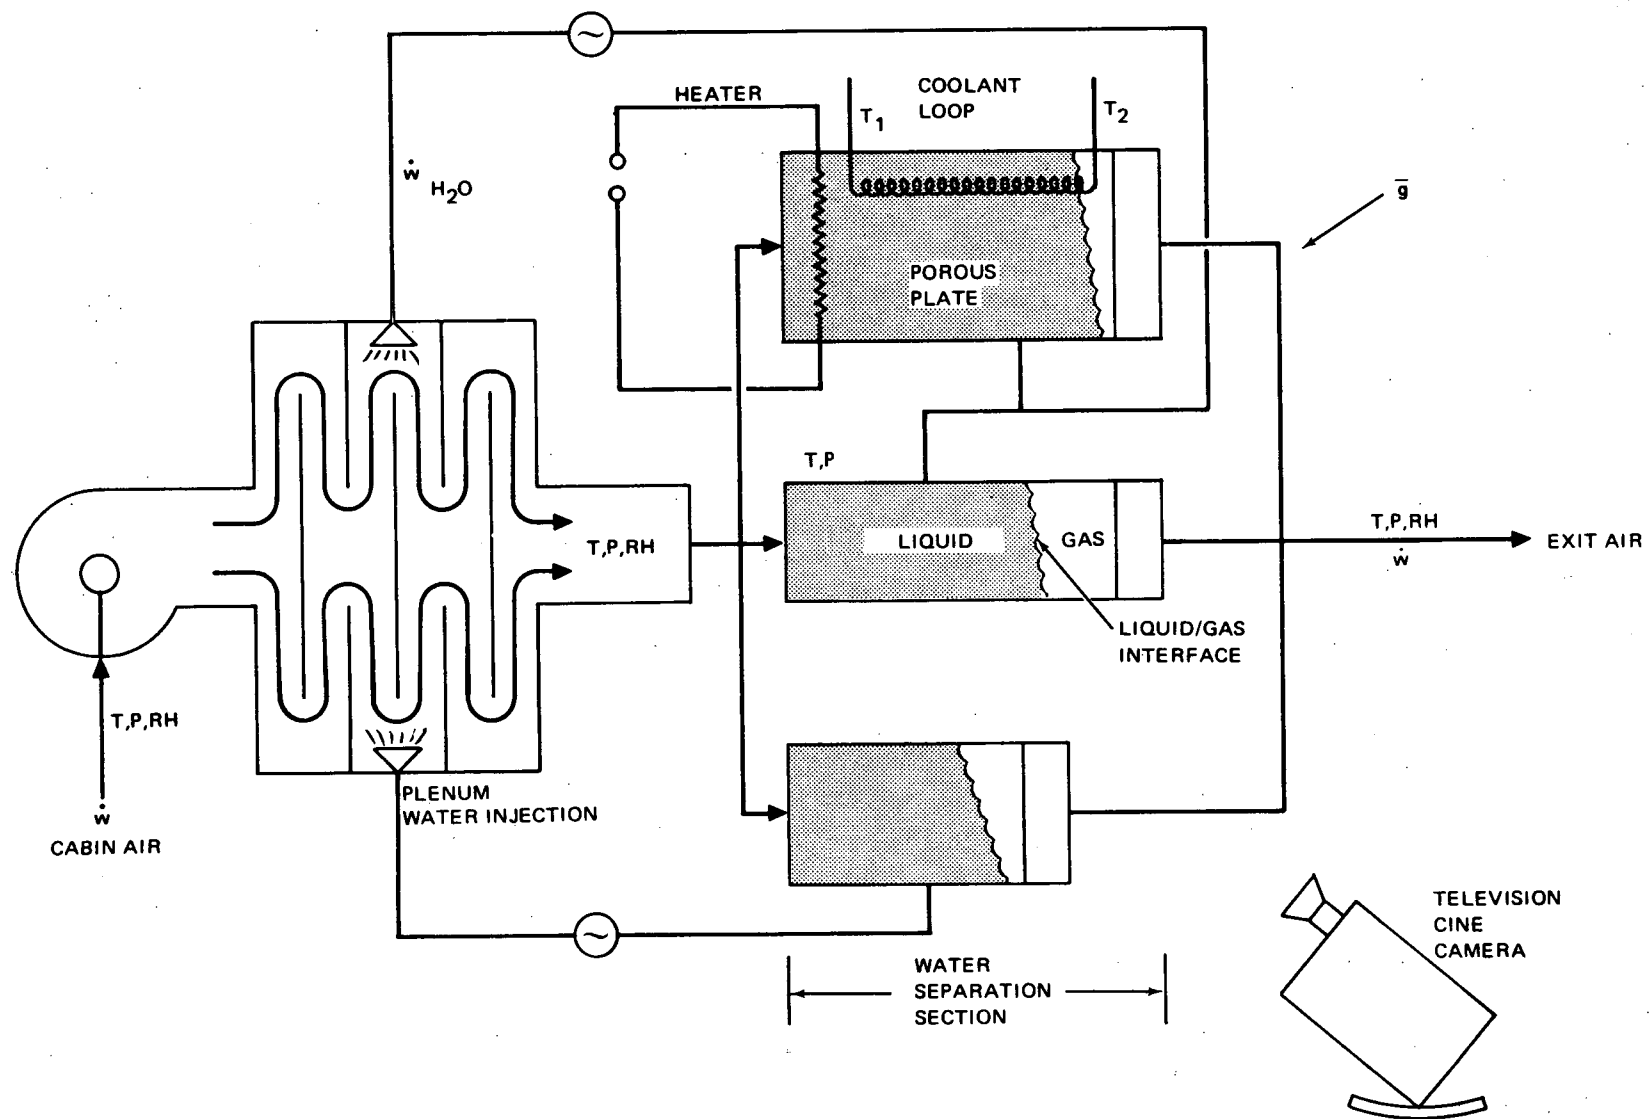 COOLANT
LOOP
HEATER
T1
T2
ẇ
H2O
g̅
POROUS
PLATE
T,P
T,P,RH
LIQUID
GAS
T,P,RH
ẇ
EXIT AIR
LIQUID/GAS
INTERFACE
T,P,RH
ẇ
CABIN AIR
PLENUM
WATER INJECTION
TELEVISION
CINE
CAMERA
WATER
SEPARATION
SECTION